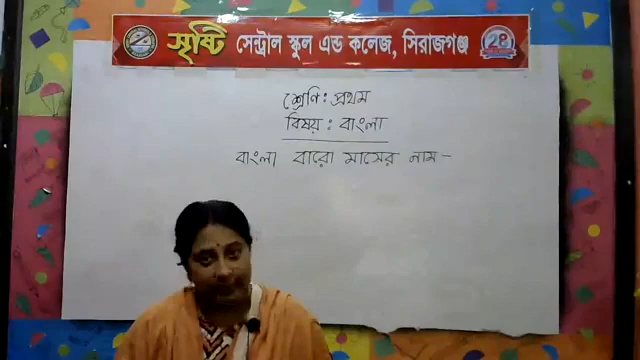 সৃষ্টি সেন্ট্রাল স্কুল এন্ড কলেজ, সিরাজগঞ্জ
শ্রেণি : প্রথম
বিষয় : বাংলা
বাংলা বারো মাসের নাম -